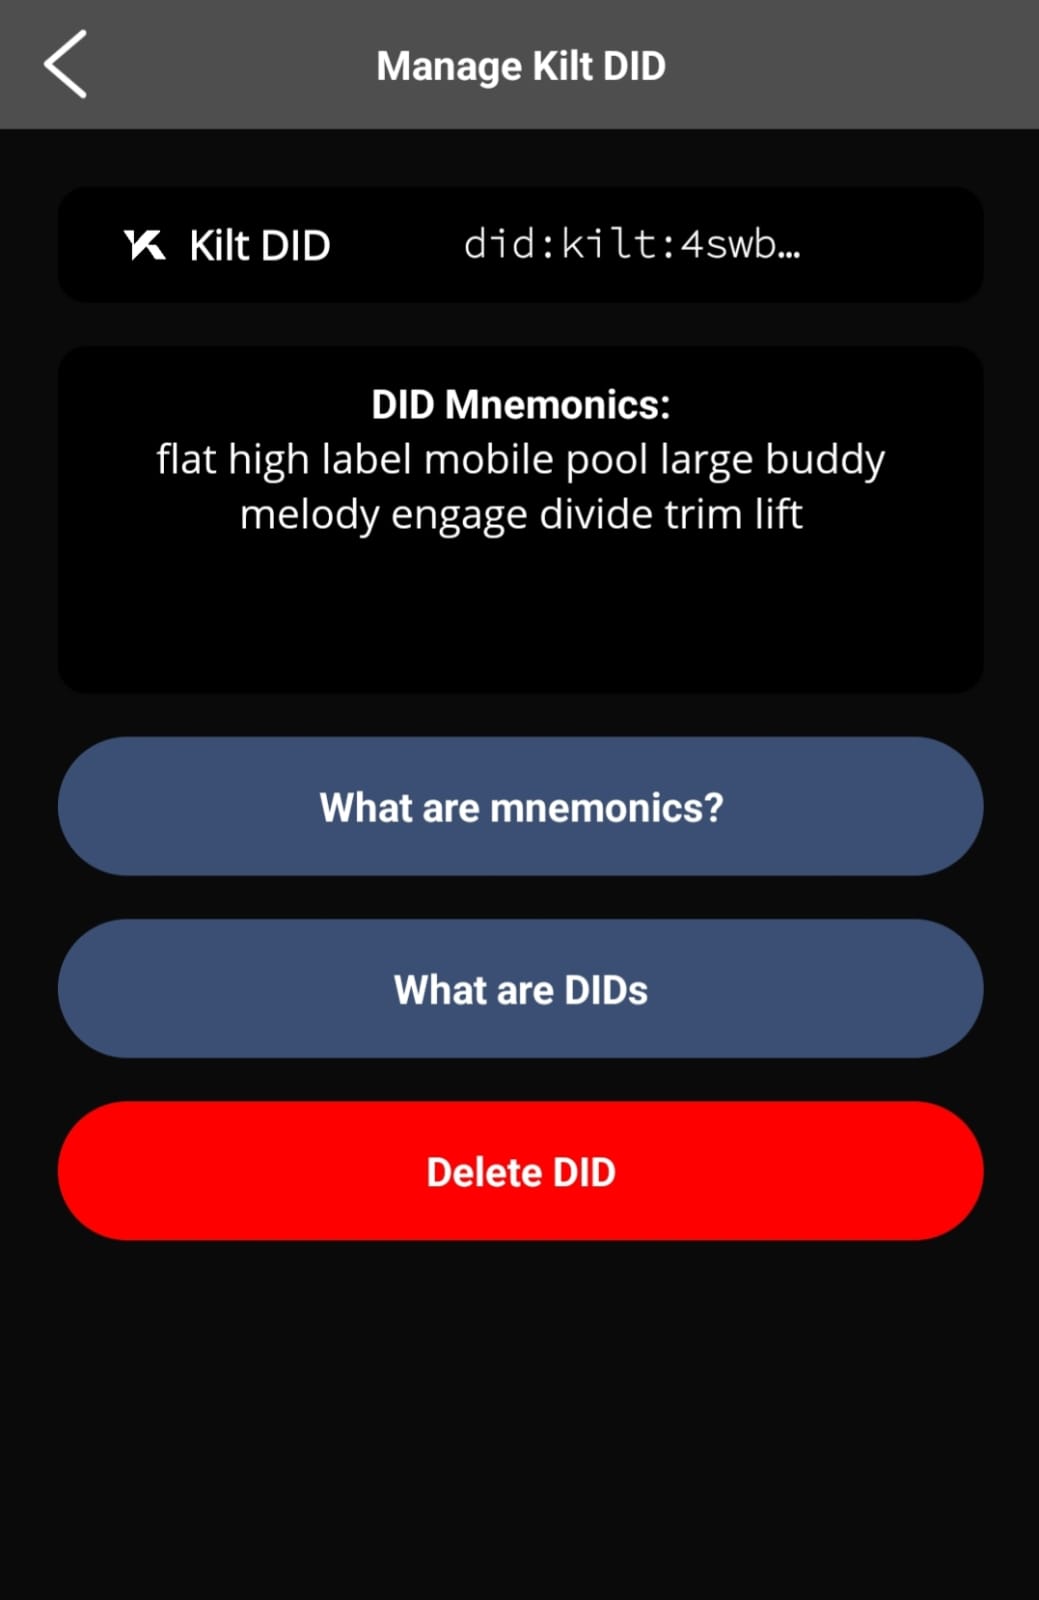 Manage Kilt DID
Kilt DID did:kilt:4swb...
DID Mnemonics:
flat high label mobile pool large buddy
melody engage divide trim lift
What are mnemonics?
What are DIDs
Delete DID